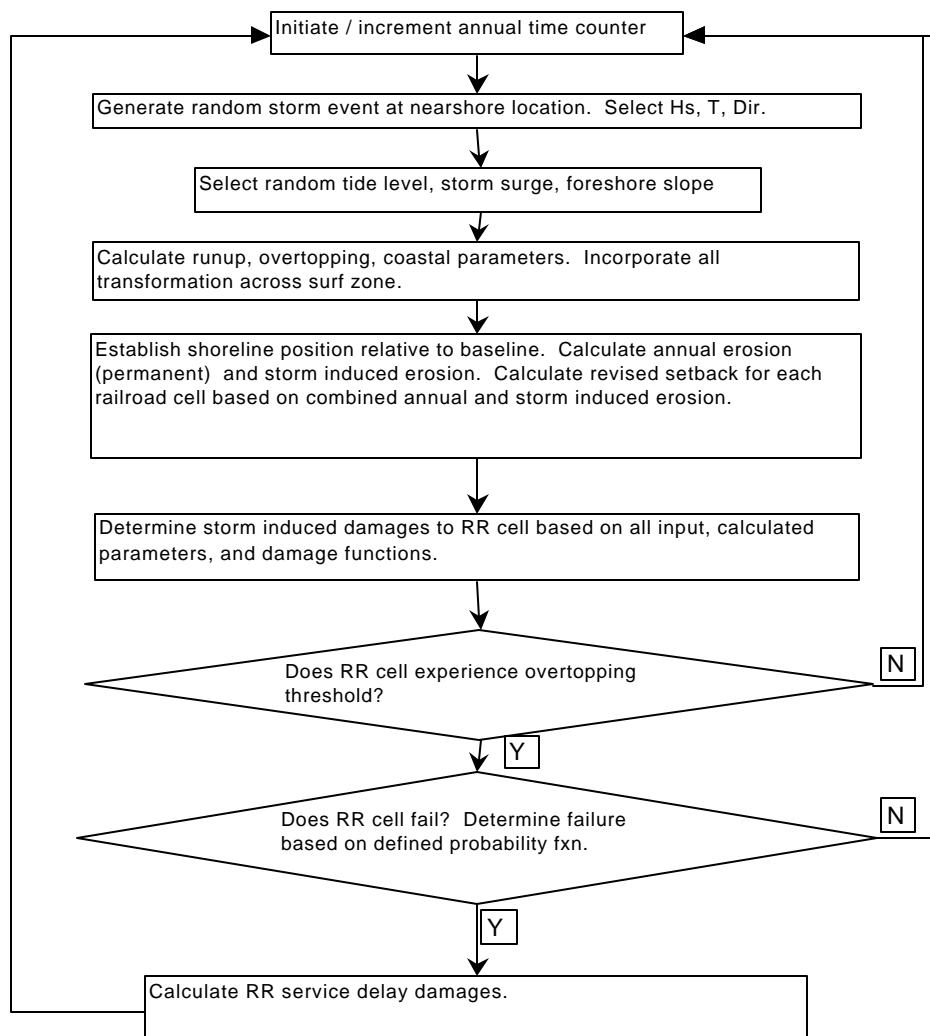 Initiate / increment annual time counter
Generate random storm event at nearshore location.  Select Hs, T, Dir.
Select random tide level, storm surge, foreshore slope
Calculate runup, overtopping, coastal parameters.  Incorporate all
transformation across surf zone.
Establish shoreline position relative to baseline.  Calculate annual erosion
(permanent)  and storm induced erosion.  Calculate revised setback for each
railroad cell based on combined annual and storm induced erosion.
Determine storm induced damages to RR cell based on all input, calculated
parameters, and damage functions.
Does RR cell experience overtopping
threshold?
N
Y
Does RR cell fail?  Determine failure
based on defined probability fxn.
N
Y
Calculate RR service delay damages.